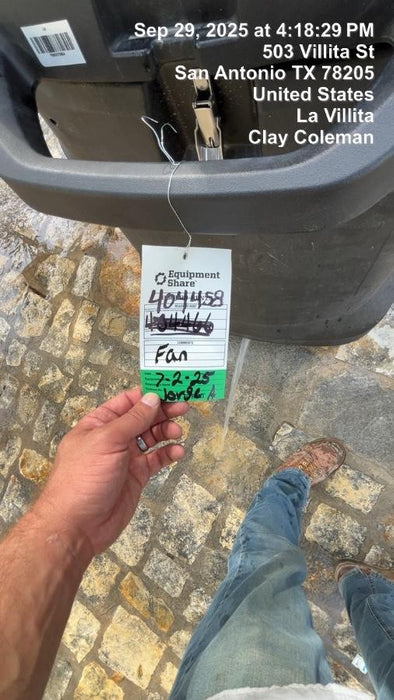 Sep 29, 2025 at 4:18:29 PM
503 Villita St
San Antonio TX 78205
United States
La Villita
Clay Coleman
Equipment
Share
404458
Fan
7-2-25
Jorge A